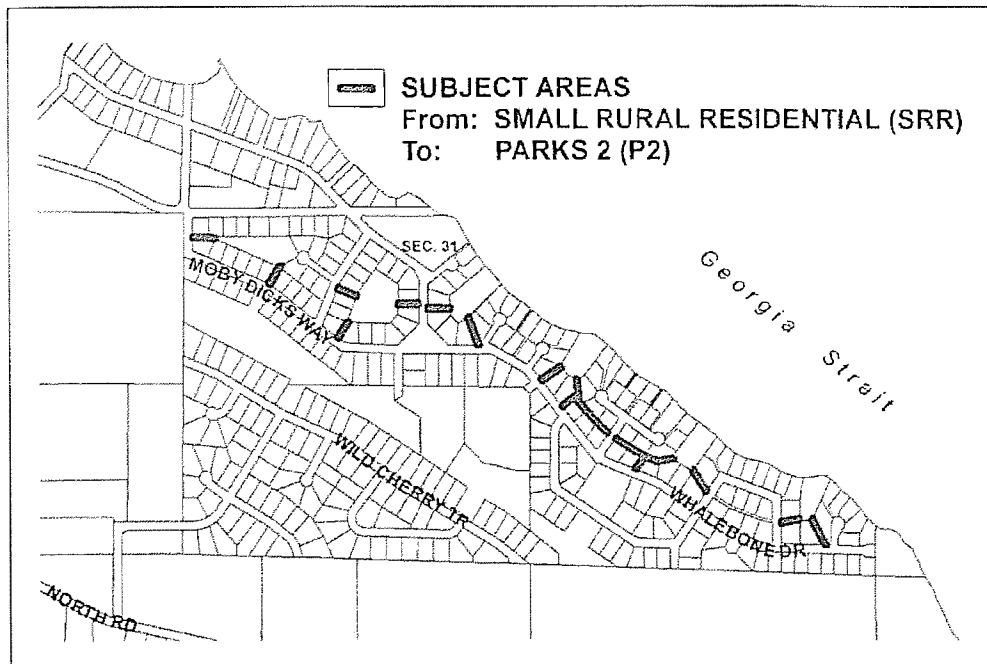 SUBJECT AREAS
From: SMALL RURAL RESIDENTIAL (SRR)
To: PARKS 2 (P2)
SEC. 31
MOBY DICKS WAY
Georgia Strait
WILD CHERRY TR
WHALEBONE DR
NORTH RD